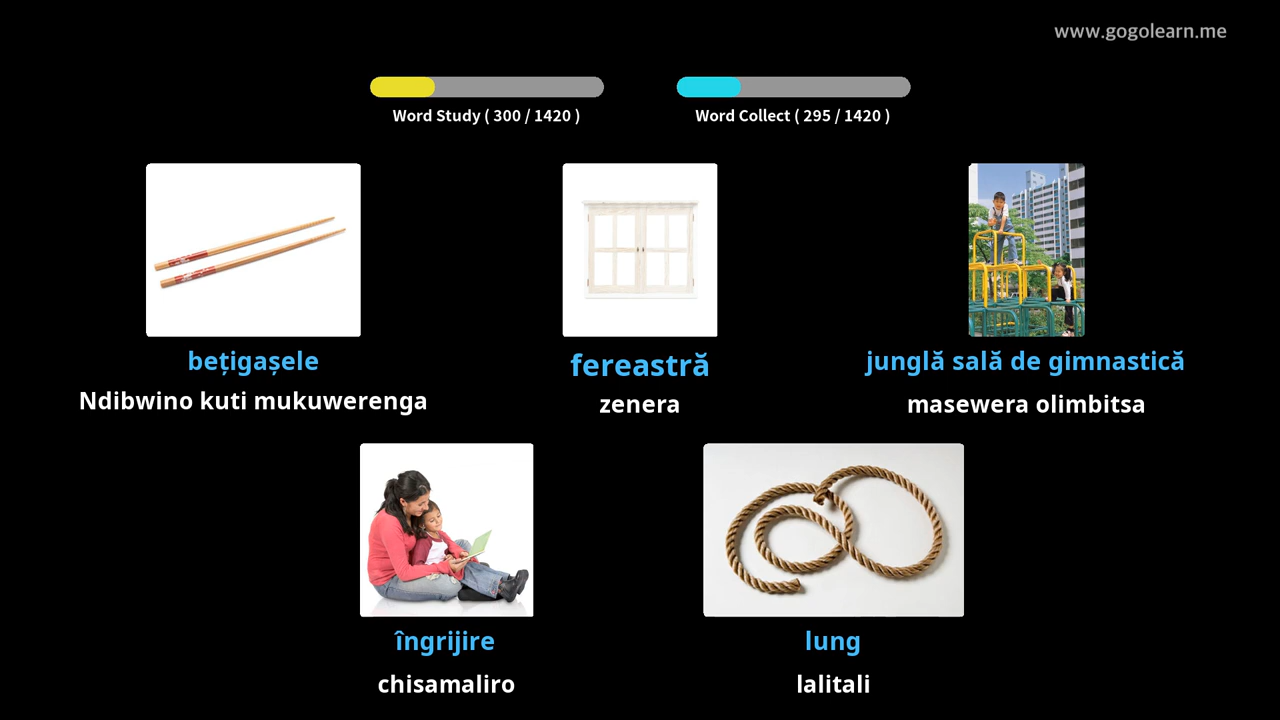 www.gogolearn.me
Word Study ( 300 / 1420 )
Word Collect ( 295 / 1420 )
bețigașele
Ndibwino kuti mukuwerenga
fereastră
zenera
junglă sală de gimnastică
masewera olimbitsa
îngrijire
chisamaliro
lung
lalitali